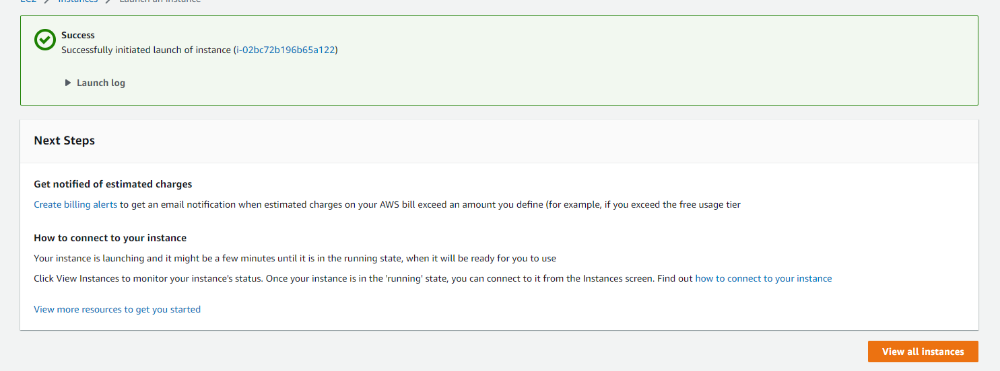 EC2 > Instances > Launch an instance
Success
Successfully initiated launch of instance (i-02bc72b196b65a122)
Launch log
Next Steps
Get notified of estimated charges
Create billing alerts to get an email notification when estimated charges on your AWS bill exceed an amount you define (for example, if you exceed the free usage tier
How to connect to your instance
Your instance is launching and it might be a few minutes until it is in the running state, when it will be ready for you to use
Click View Instances to monitor your instance's status. Once your instance is in the 'running' state, you can connect to it from the Instances screen. Find out how to connect to your instance
View more resources to get you started
View all instances